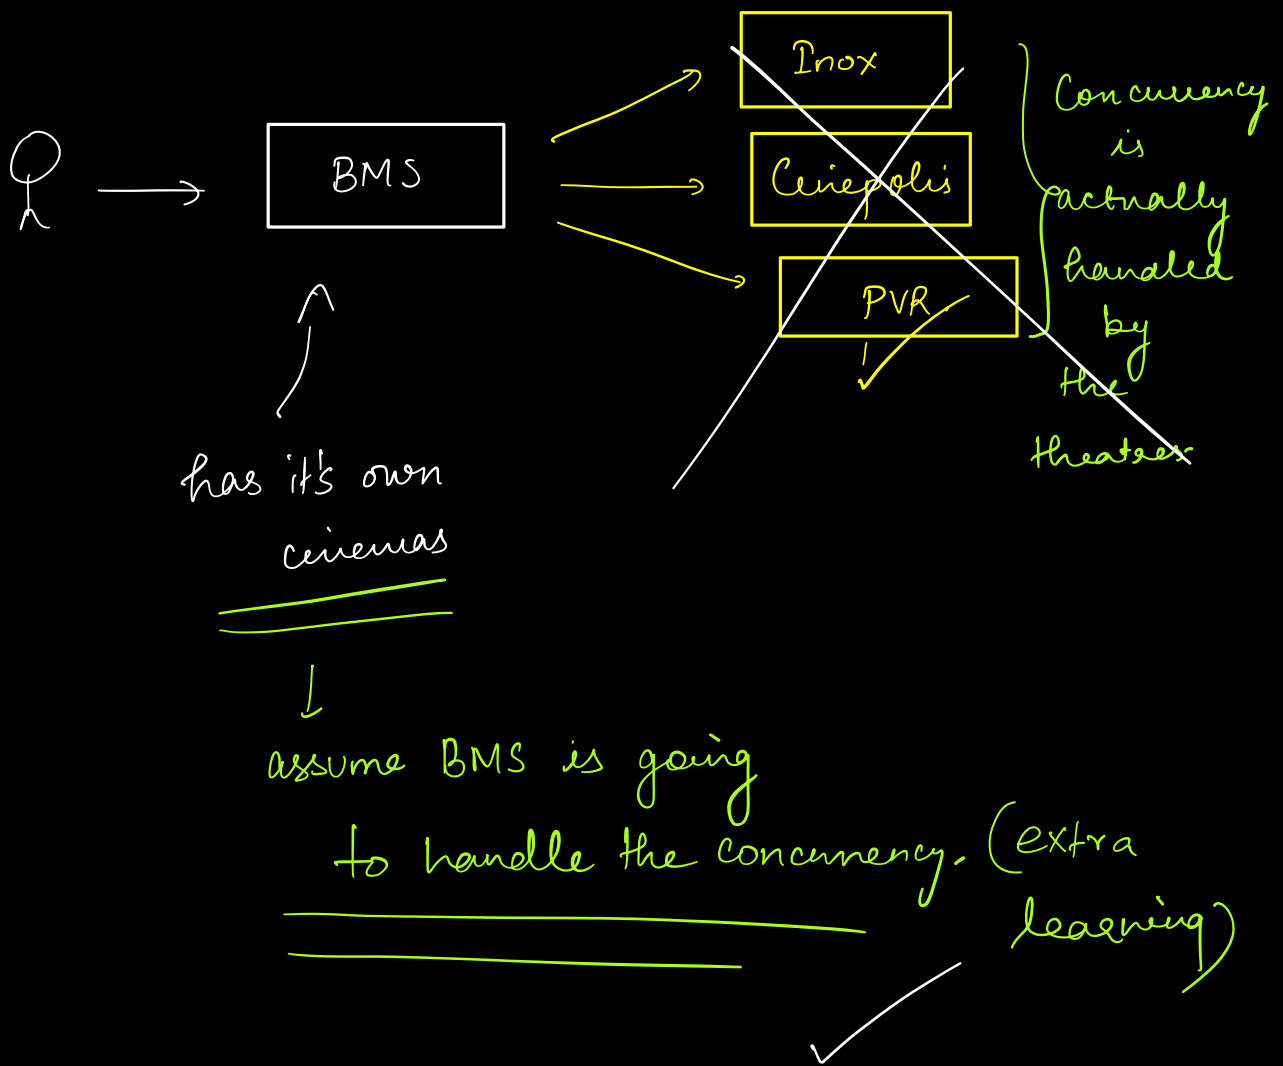 Inox
BMS
Cinepolis
PVR
Concurrency
is
actually
handled
by
the
theatres
has it's own
cinemas
assume BMS is going
to handle the concurrency. (extra
learning)